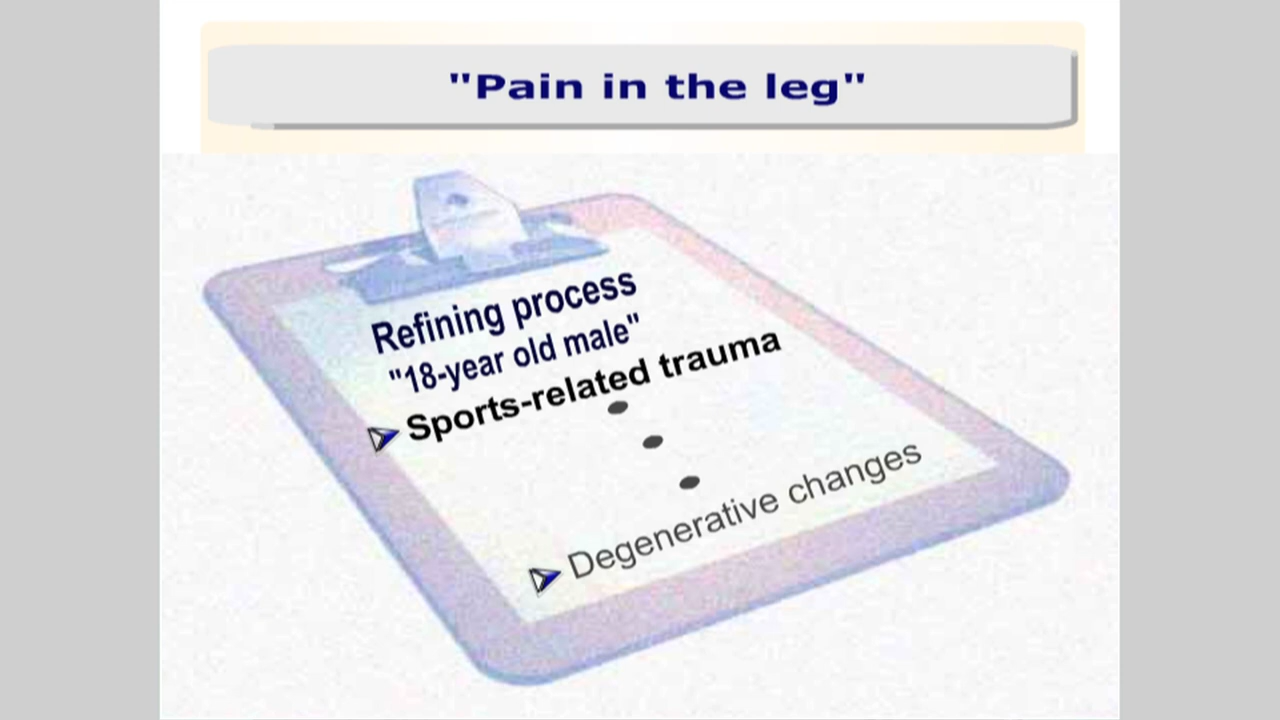 "Pain in the leg"
Refining process
"18-year old male"
Sports-related trauma
Degenerative changes